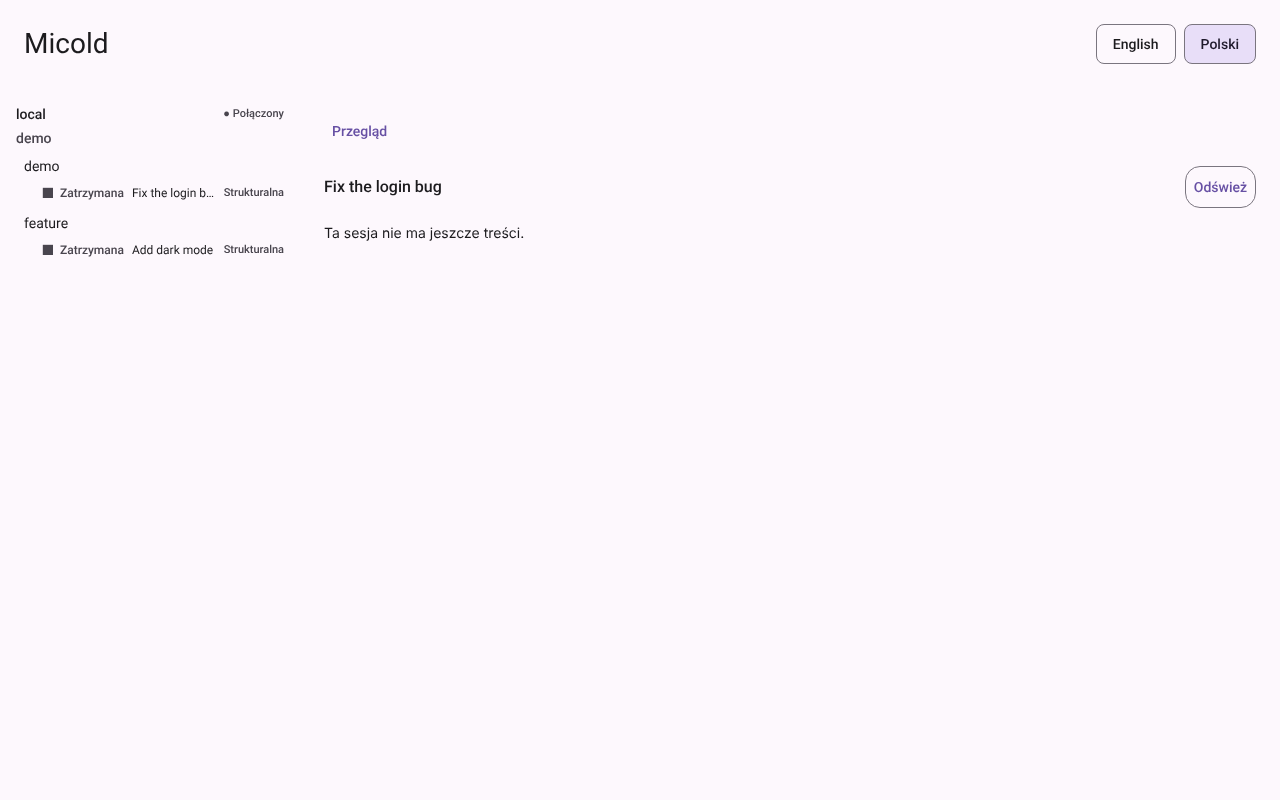 Micold
English
Polski
local
● Połączony
demo
demo
Zatrzymana Fix the login b... Strukturalna
feature
Zatrzymana Add dark mode Strukturalna
Przegląd
Fix the login bug
Odśwież
Ta sesja nie ma jeszcze treści.